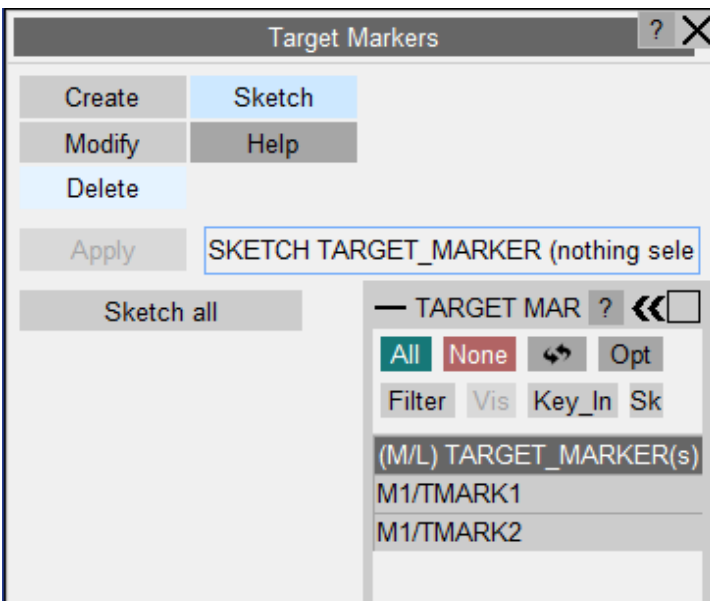 Target Markers ?
Create Sketch
Modify Help
Delete
Apply SKETCH TARGET_MARKER (nothing sele
Sketch all
TARGET MAR ?
All None Opt
Filter Vis Key_In Sk
(M/L) TARGET_MARKER(s)
M1/TMARK1
M1/TMARK2